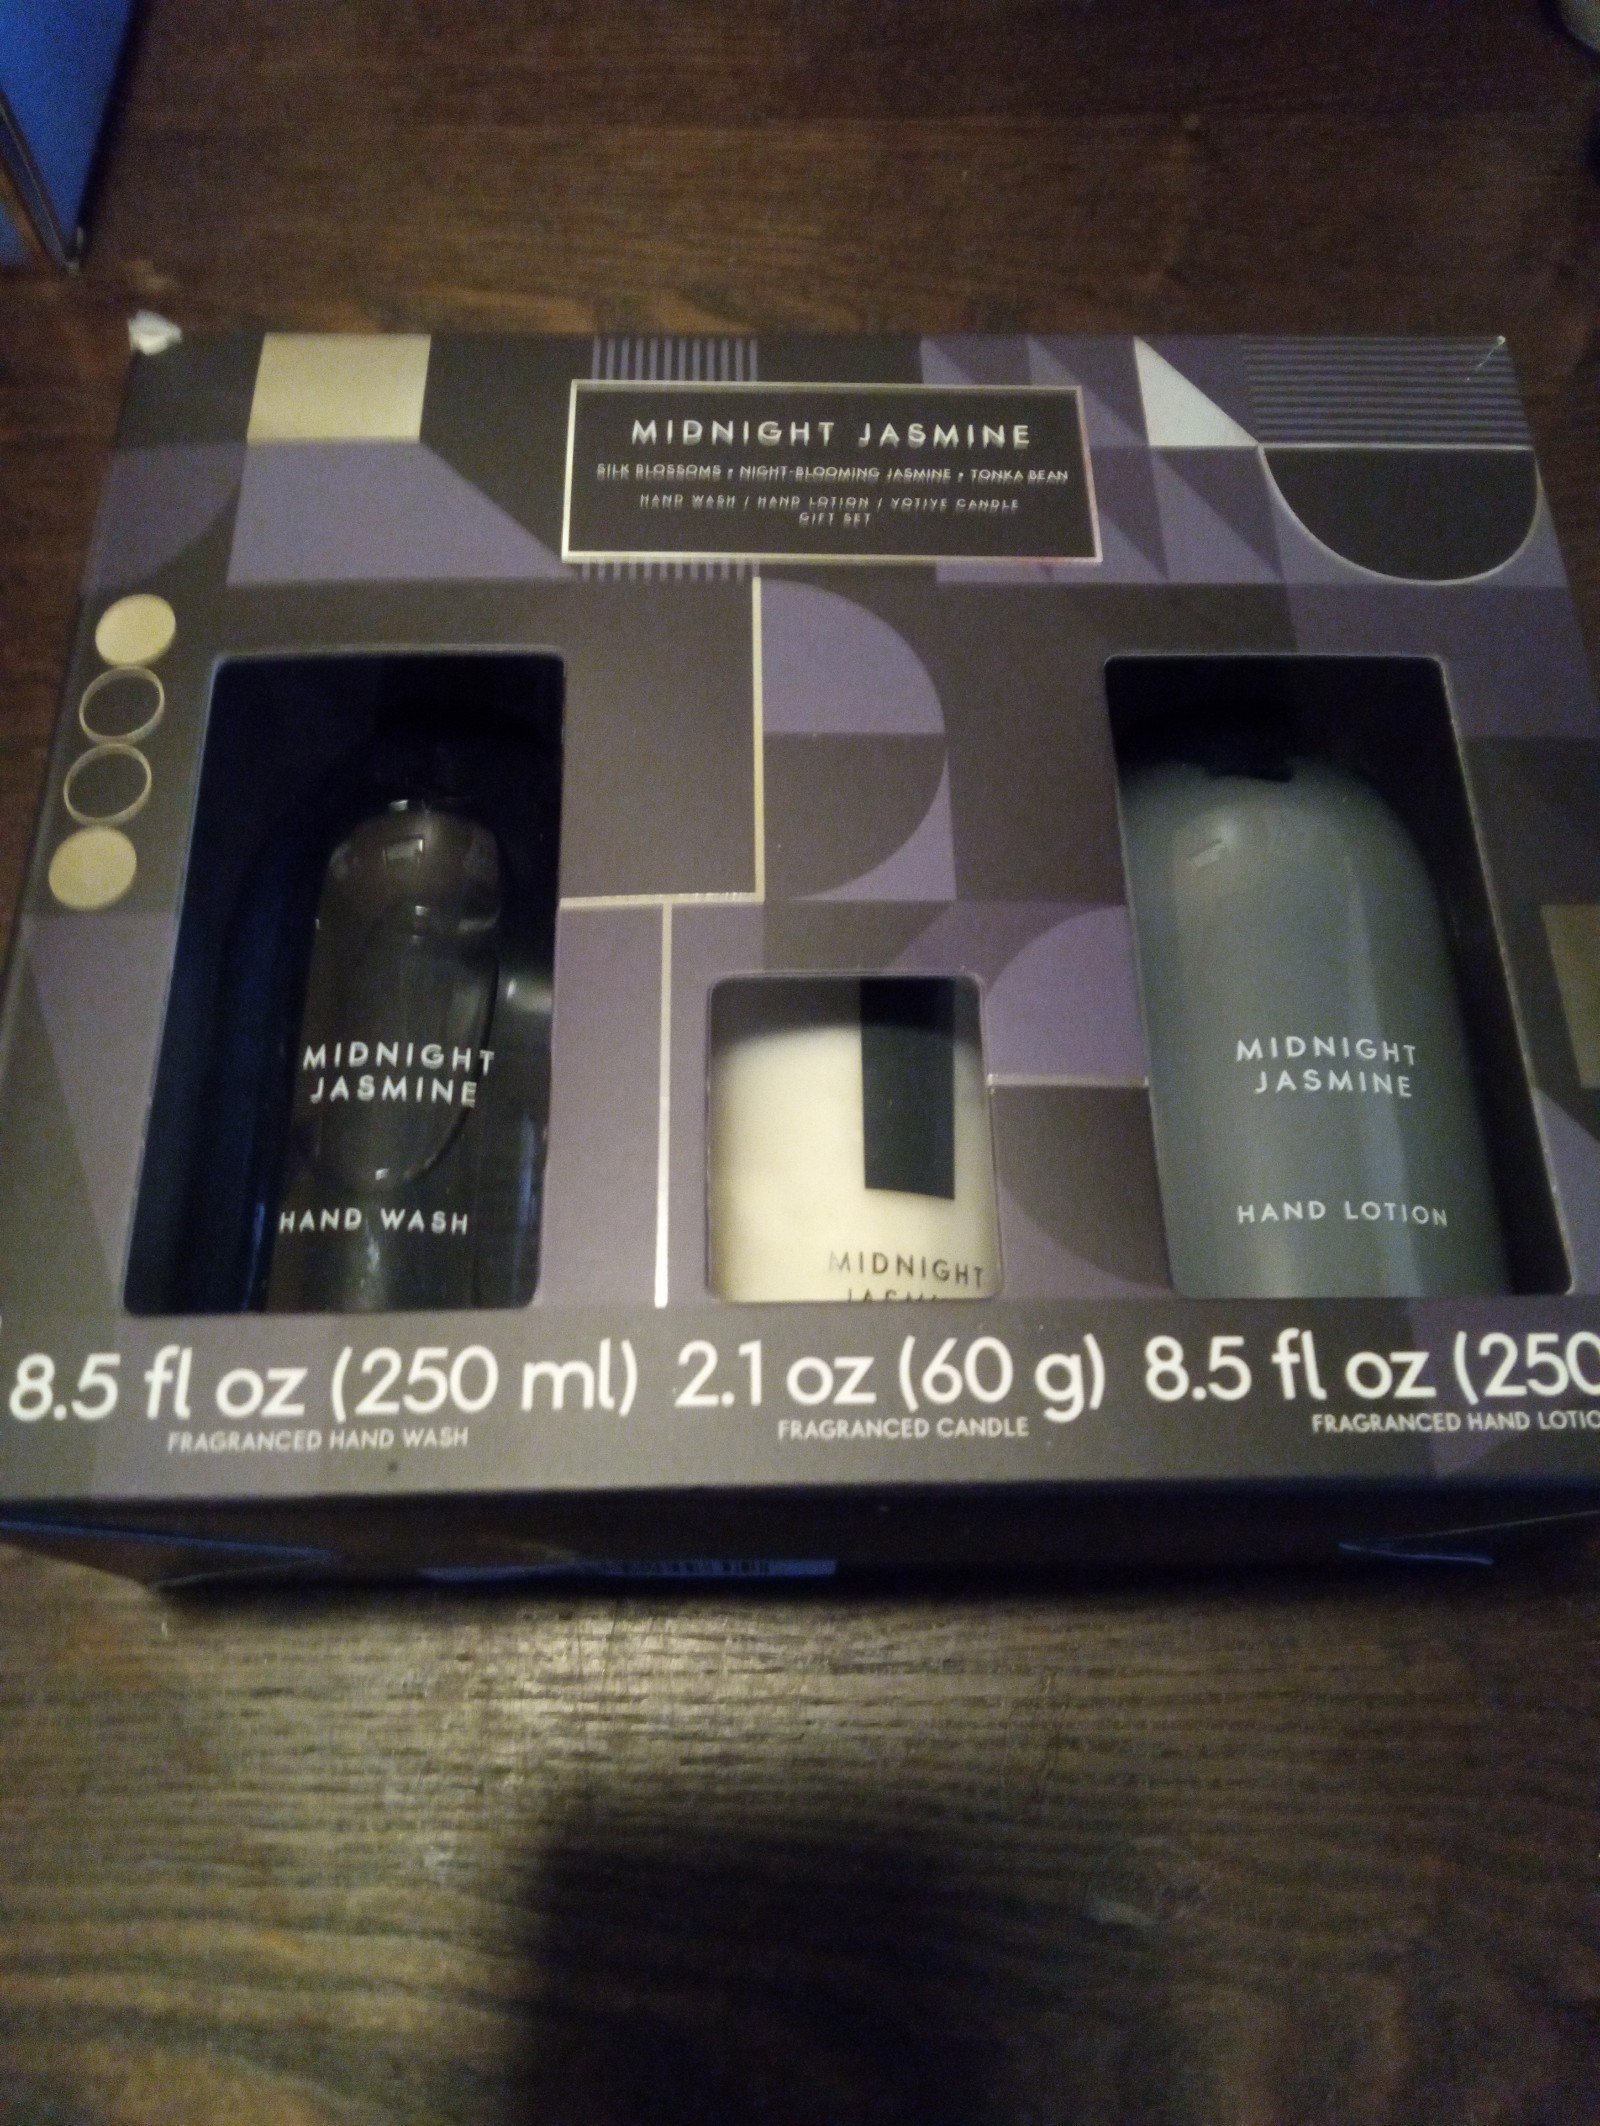 MIDNIGHT JASMINE
SILK BLOSSOMS • NIGHT-BLOOMING JASMINE • TONKA BEAN
HAND WASH / HAND LOTION / VOTIVE CANDLE
GIFT SET
MIDNIGHT
JASMINE
HAND WASH
MIDNIGHT
MIDNIGHT
JASMINE
HAND LOTION
8.5 fl oz (250 ml)
FRAGRANCED HAND WASH
2.1 oz (60 g)
FRAGRANCED CANDLE
8.5 fl oz (250
FRAGRANCED HAND LOTIO